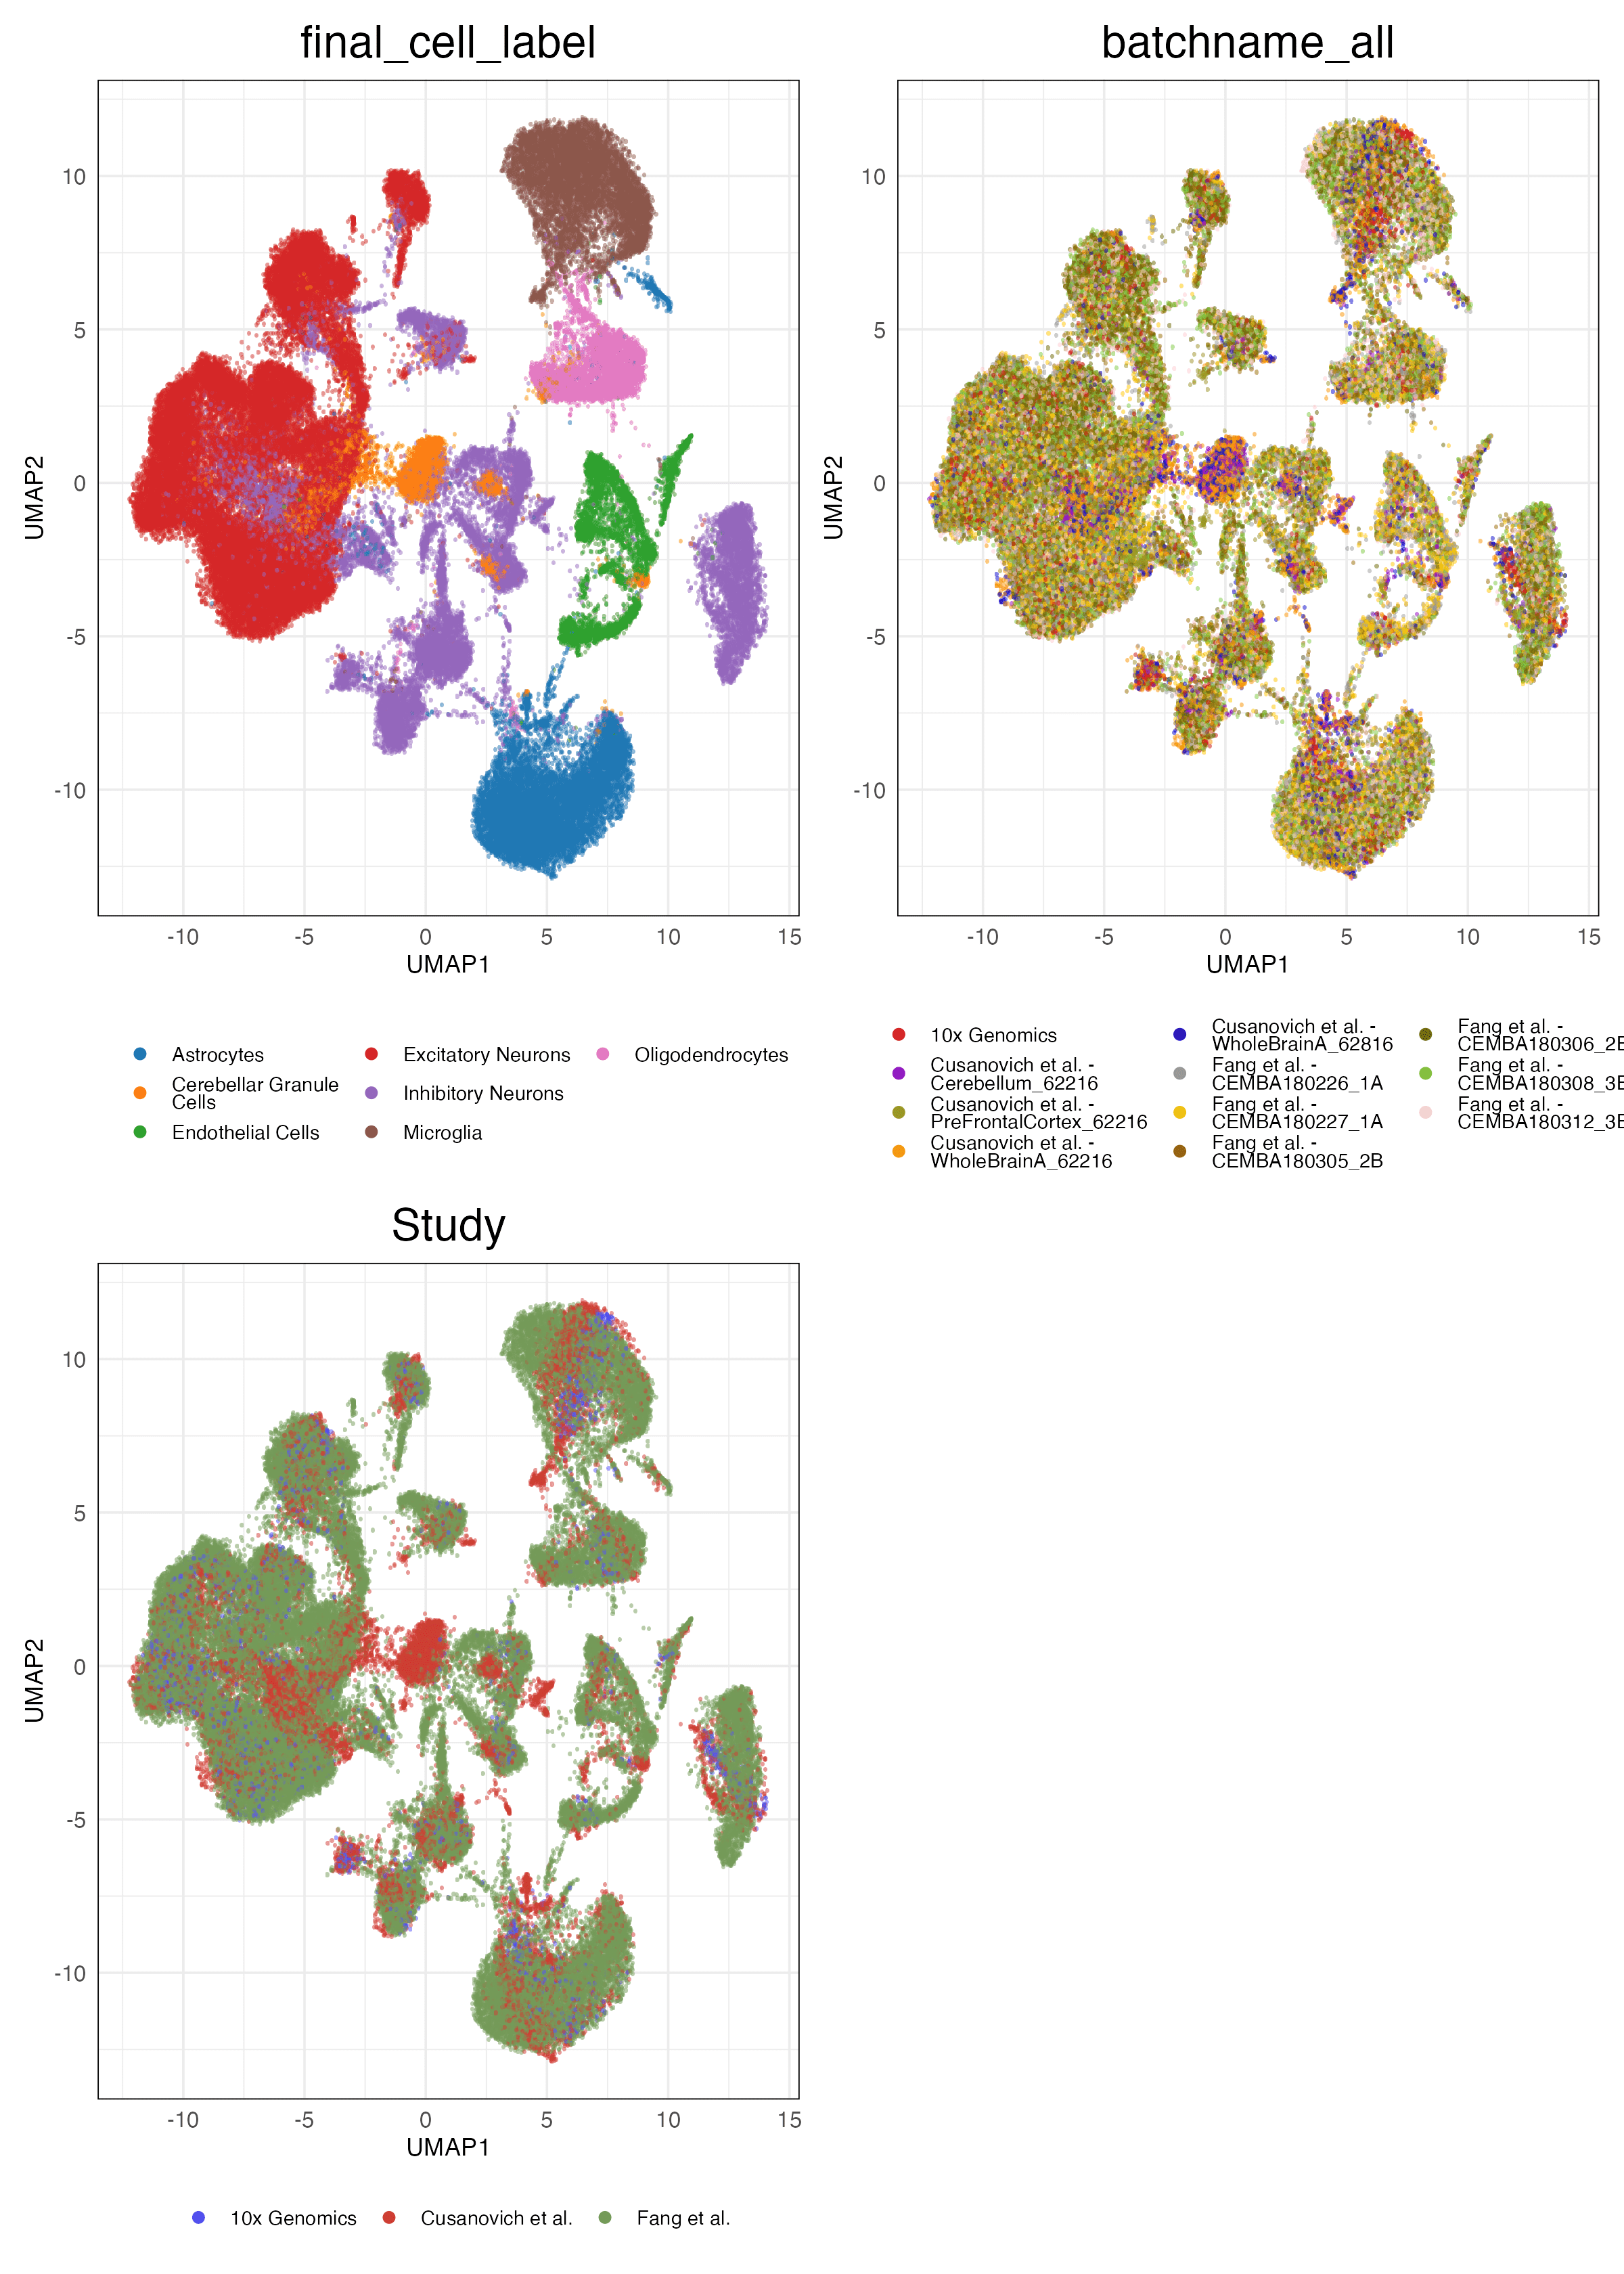 final_cell_label
batchname_all
UMAP2
10
5
0
-5
-10
-10
-5
0
5
10
15
UMAP1
UMAP2
10
5
0
-5
-10
-10
-5
0
5
10
15
UMAP1
Astrocytes
Cerebellar Granule
Cells
Endothelial Cells
Excitatory Neurons
Inhibitory Neurons
Microglia
Oligodendrocytes
10x Genomics
Cusanovich et al. -
Cerebellum_62216
Cusanovich et al. -
PreFrontalCortex_62216
Cusanovich et al. -
WholeBrainA_62216
Cusanovich et al. -
WholeBrainA_62816
Fang et al. -
CEMBA180226_1A
Fang et al. -
CEMBA180227_1A
Fang et al. -
CEMBA180305_2B
Fang et al. -
CEMBA180306_2B
Fang et al. -
CEMBA180308_3B
Fang et al. -
CEMBA180312_3B
Study
UMAP2
10
5
0
-5
-10
-10
-5
0
5
10
15
UMAP1
10x Genomics
Cusanovich et al.
Fang et al.